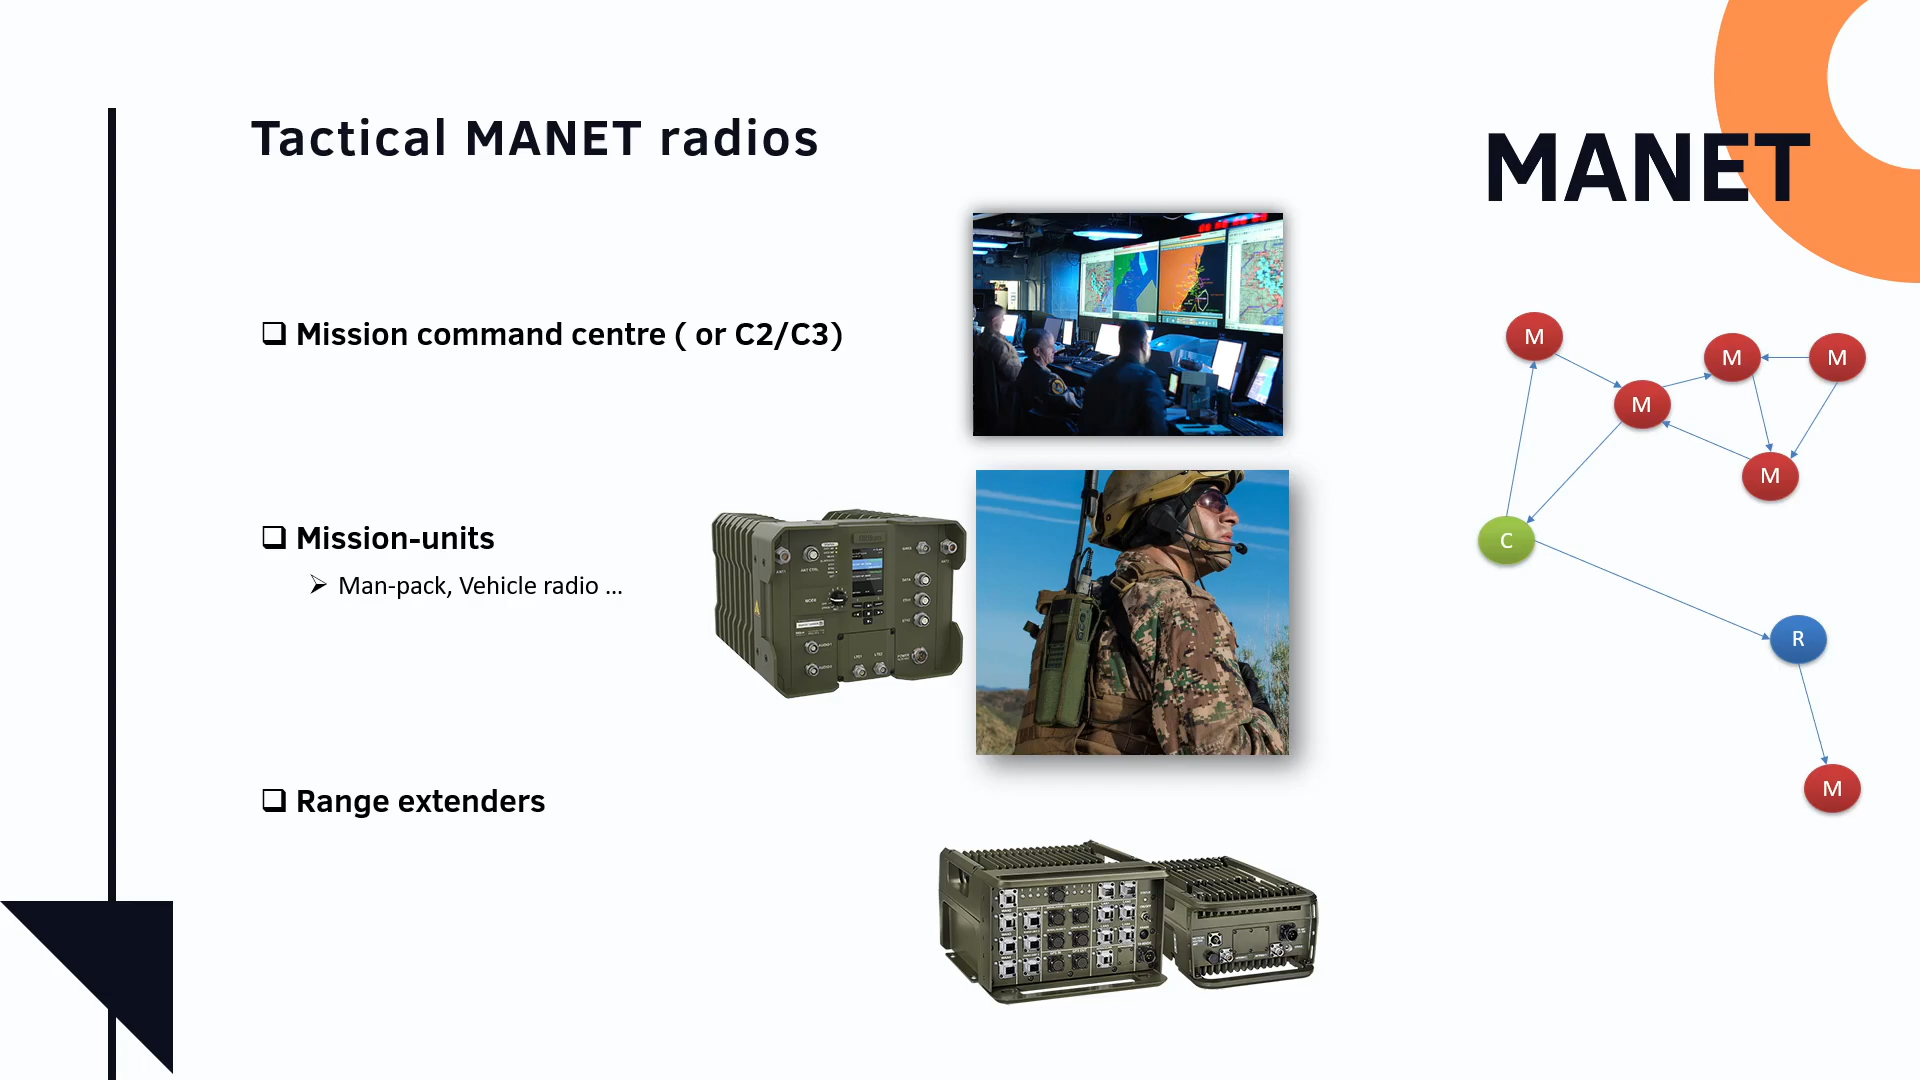 Tactical MANET radios
MANET
❑ Mission command centre ( or C2/C3)
❑ Mission-units
➢ Man-pack, Vehicle radio ...
❑ Range extenders
M
M
M
M
M
C
R
M